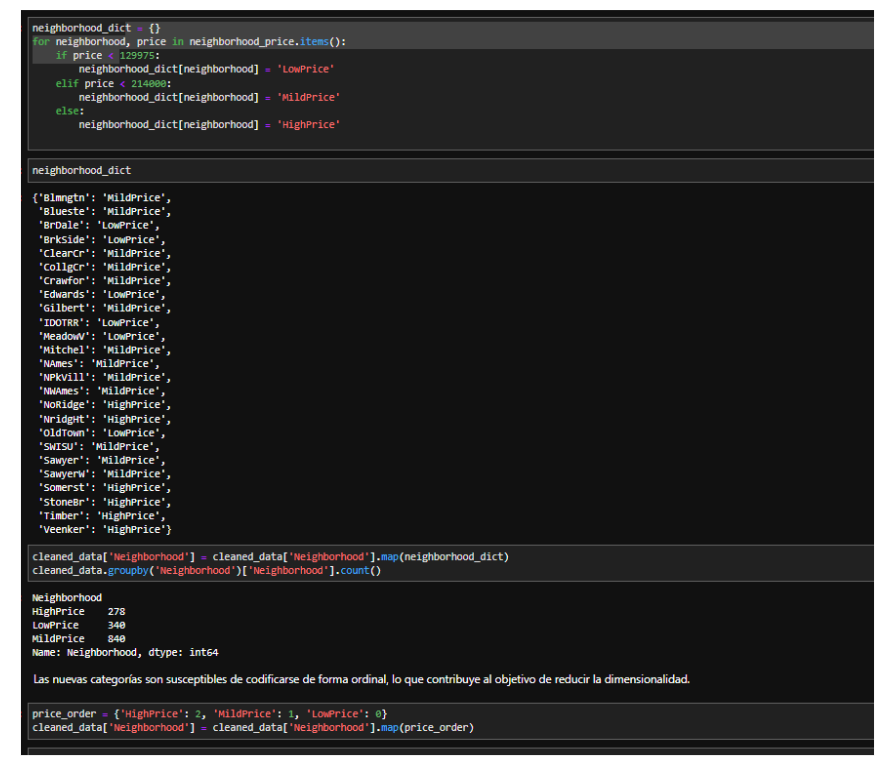 neighborhood_dict = {}
for neighborhood, price in neighborhood_price.items():
    if price < 129975:
        neighborhood_dict[neighborhood] = 'LowPrice'
    elif price < 214000:
        neighborhood_dict[neighborhood] = 'MildPrice'
    else:
        neighborhood_dict[neighborhood] = 'HighPrice'
neighborhood_dict
{'Blmngtn': 'MildPrice',
 'Blueste': 'MildPrice',
 'BrDale': 'LowPrice',
 'BrkSide': 'LowPrice',
 'ClearCr': 'MildPrice',
 'CollgCr': 'MildPrice',
 'Crawfor': 'MildPrice',
 'Edwards': 'LowPrice',
 'Gilbert': 'MildPrice',
 'IDOTRR': 'LowPrice',
 'MeadowV': 'LowPrice',
 'Mitchel': 'MildPrice',
 'NAmes': 'MildPrice',
 'NPkVill': 'MildPrice',
 'NWAmes': 'MildPrice',
 'NoRidge': 'HighPrice',
 'NridgHt': 'HighPrice',
 'OldTown': 'LowPrice',
 'SWISU': 'MildPrice',
 'Sawyer': 'MildPrice',
 'SawyerW': 'MildPrice',
 'Somerst': 'HighPrice',
 'StoneBr': 'HighPrice',
 'Timber': 'HighPrice',
 'Veenker': 'HighPrice'}
cleaned_data['Neighborhood'] = cleaned_data['Neighborhood'].map(neighborhood_dict)
cleaned_data.groupby('Neighborhood')['Neighborhood'].count()
Neighborhood
HighPrice    278
LowPrice     340
MildPrice    840
Name: Neighborhood, dtype: int64
Las nuevas categorías son susceptibles de codificarse de forma ordinal, lo que contribuye al objetivo de reducir la dimensionalidad.
price_order = {'HighPrice': 2, 'MildPrice': 1, 'LowPrice': 0}
cleaned_data['Neighborhood'] = cleaned_data['Neighborhood'].map(price_order)